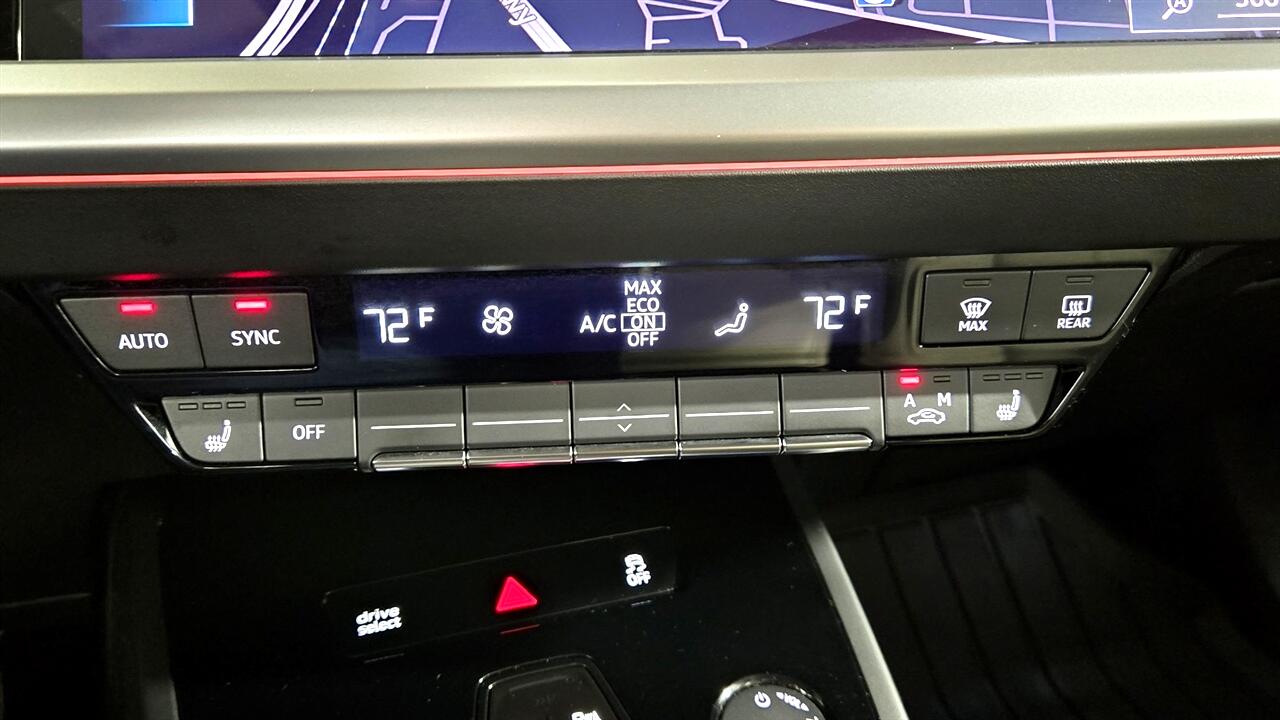 AUTO
SYNC
72 F
A/C
MAX
ECO
ON
OFF
72 F
MAX
REAR
OFF
A M
drive
select
OFF